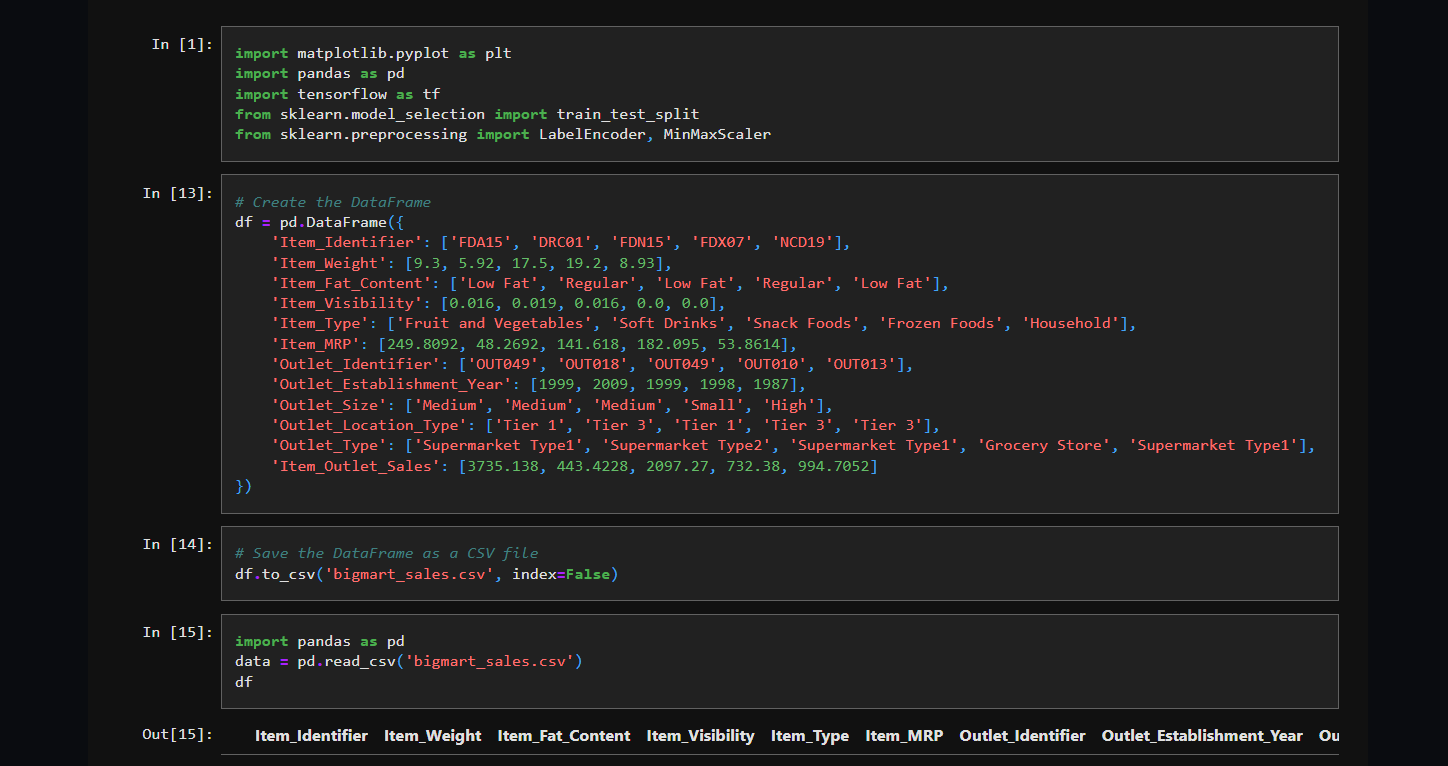 In [1]:
import matplotlib.pyplot as plt
import pandas as pd
import tensorflow as tf
from sklearn.model_selection import train_test_split
from sklearn.preprocessing import LabelEncoder, MinMaxScaler
In [13]:
# Create the DataFrame
df = pd.DataFrame({
    'Item_Identifier': ['FDA15', 'DRC01', 'FDN15', 'FDX07', 'NCD19'],
    'Item_Weight': [9.3, 5.92, 17.5, 19.2, 8.93],
    'Item_Fat_Content': ['Low Fat', 'Regular', 'Low Fat', 'Regular', 'Low Fat'],
    'Item_Visibility': [0.016, 0.019, 0.016, 0.0, 0.0],
    'Item_Type': ['Fruit and Vegetables', 'Soft Drinks', 'Snack Foods', 'Frozen Foods', 'Household'],
    'Item_MRP': [249.8092, 48.2692, 141.618, 182.095, 53.8614],
    'Outlet_Identifier': ['OUT049', 'OUT018', 'OUT049', 'OUT010', 'OUT013'],
    'Outlet_Establishment_Year': [1999, 2009, 1999, 1998, 1987],
    'Outlet_Size': ['Medium', 'Medium', 'Medium', 'Small', 'High'],
    'Outlet_Location_Type': ['Tier 1', 'Tier 3', 'Tier 1', 'Tier 3', 'Tier 3'],
    'Outlet_Type': ['Supermarket Type1', 'Supermarket Type2', 'Supermarket Type1', 'Grocery Store', 'Supermarket Type1'],
    'Item_Outlet_Sales': [3735.138, 443.4228, 2097.27, 732.38, 994.7052]
})
In [14]:
# Save the DataFrame as a CSV file
df.to_csv('bigmart_sales.csv', index=False)
In [15]:
import pandas as pd
data = pd.read_csv('bigmart_sales.csv')
df
Out[15]: Item_Identifier Item_Weight Item_Fat_Content Item_Visibility Item_Type Item_MRP Outlet_Identifier Outlet_Establishment_Year Ou